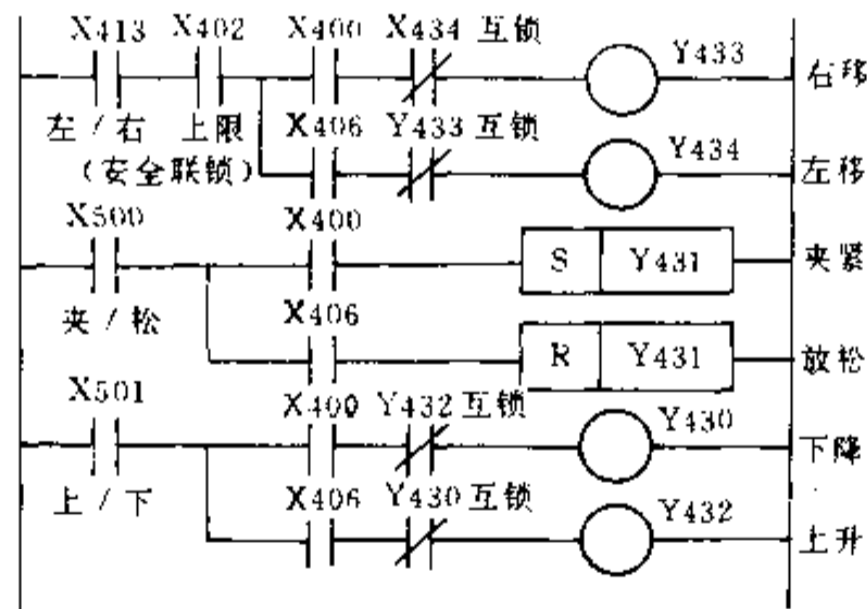 X413 X402 X400 X434 互锁 Y433 右移
左/右 上限 X406 Y433 互锁 Y434 左移
(安全联锁)
X500 X400 S Y431 夹紧
夹/松 X406 R Y431 放松
X501 X400 Y432 互锁 Y430 下降
上/下 X406 Y430 互锁 Y432 上升